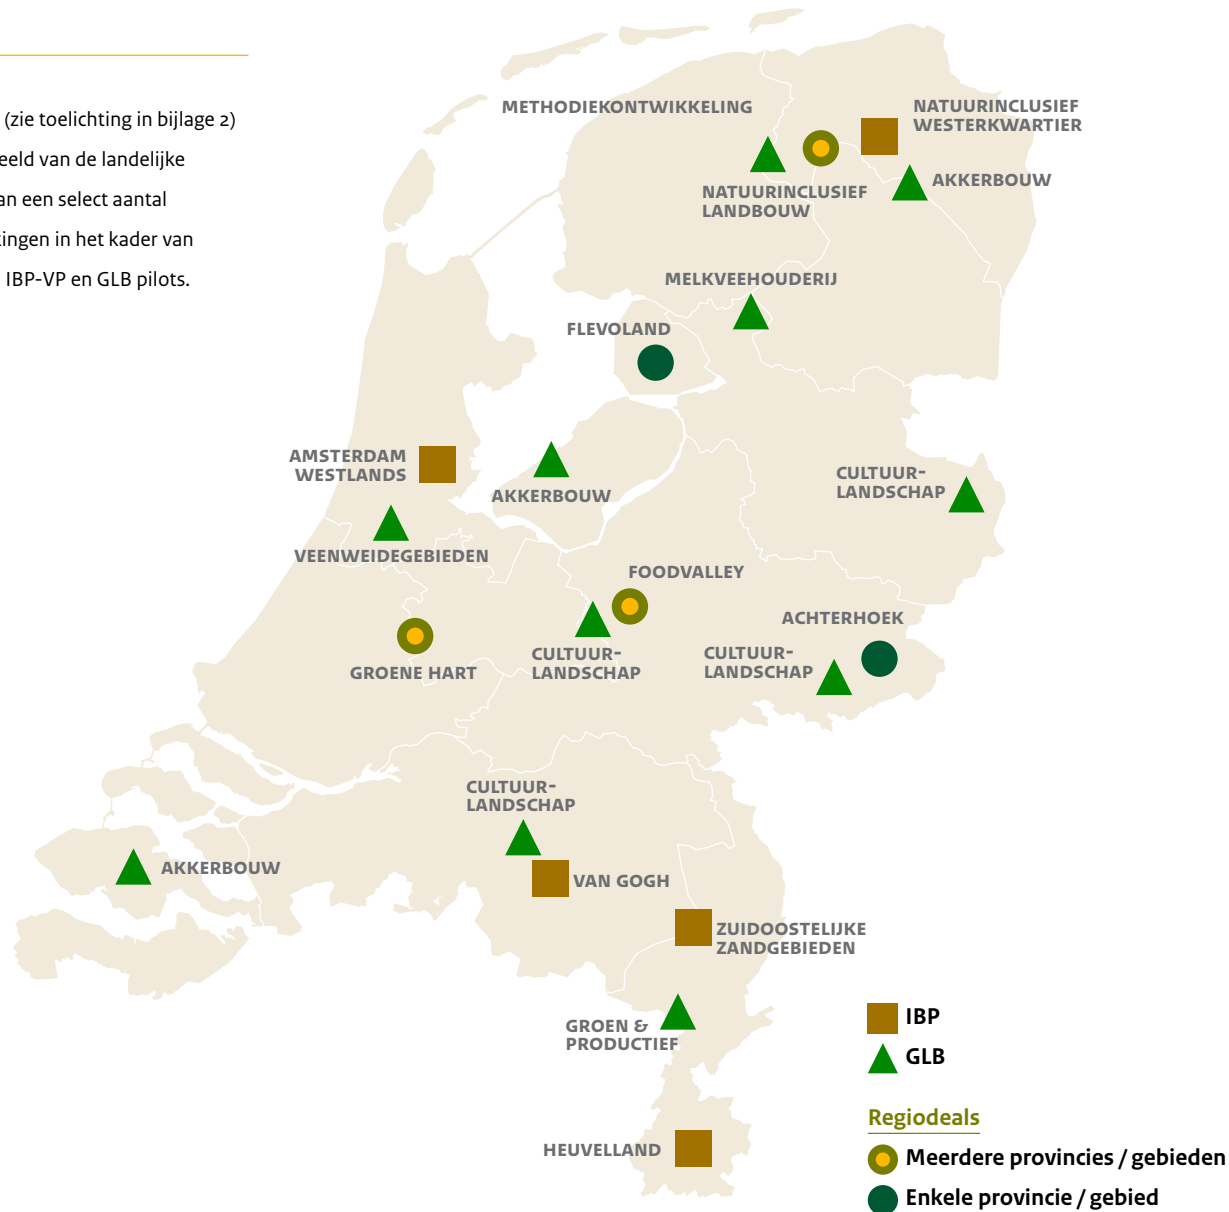 (zie toelichting in bijlage 2)
eeld van de landelijke
an een select aantal
kingen in het kader van
IBP-VP en GLB pilots.
METHODIEKONTWIKKELING
NATUURINCLUSIEF
WESTERKWARTIER
AKKERBOUW
NATUURINCLUSIEF
LANDBOUW
MELKVEEHOUDERIJ
FLEVOLAND
AMSTERDAM
WESTLANDS
AKKERBOUW
CULTUUR-
LANDSCHAP
VEENWEIDEGEBIEDEN
FOODVALLEY
ACHTERHOEK
GROENE HART
CULTUUR-
LANDSCHAP
CULTUUR-
LANDSCHAP
CULTUUR-
LANDSCHAP
AKKERBOUW
VAN GOGH
ZUIDOOSTELIJKE
ZANDGEBIEDEN
GROEN &
PRODUCTIEF
HEUVELLAND
IBP
GLB
Regiodeals
Meerdere provincies / gebieden
Enkele provincie / gebied